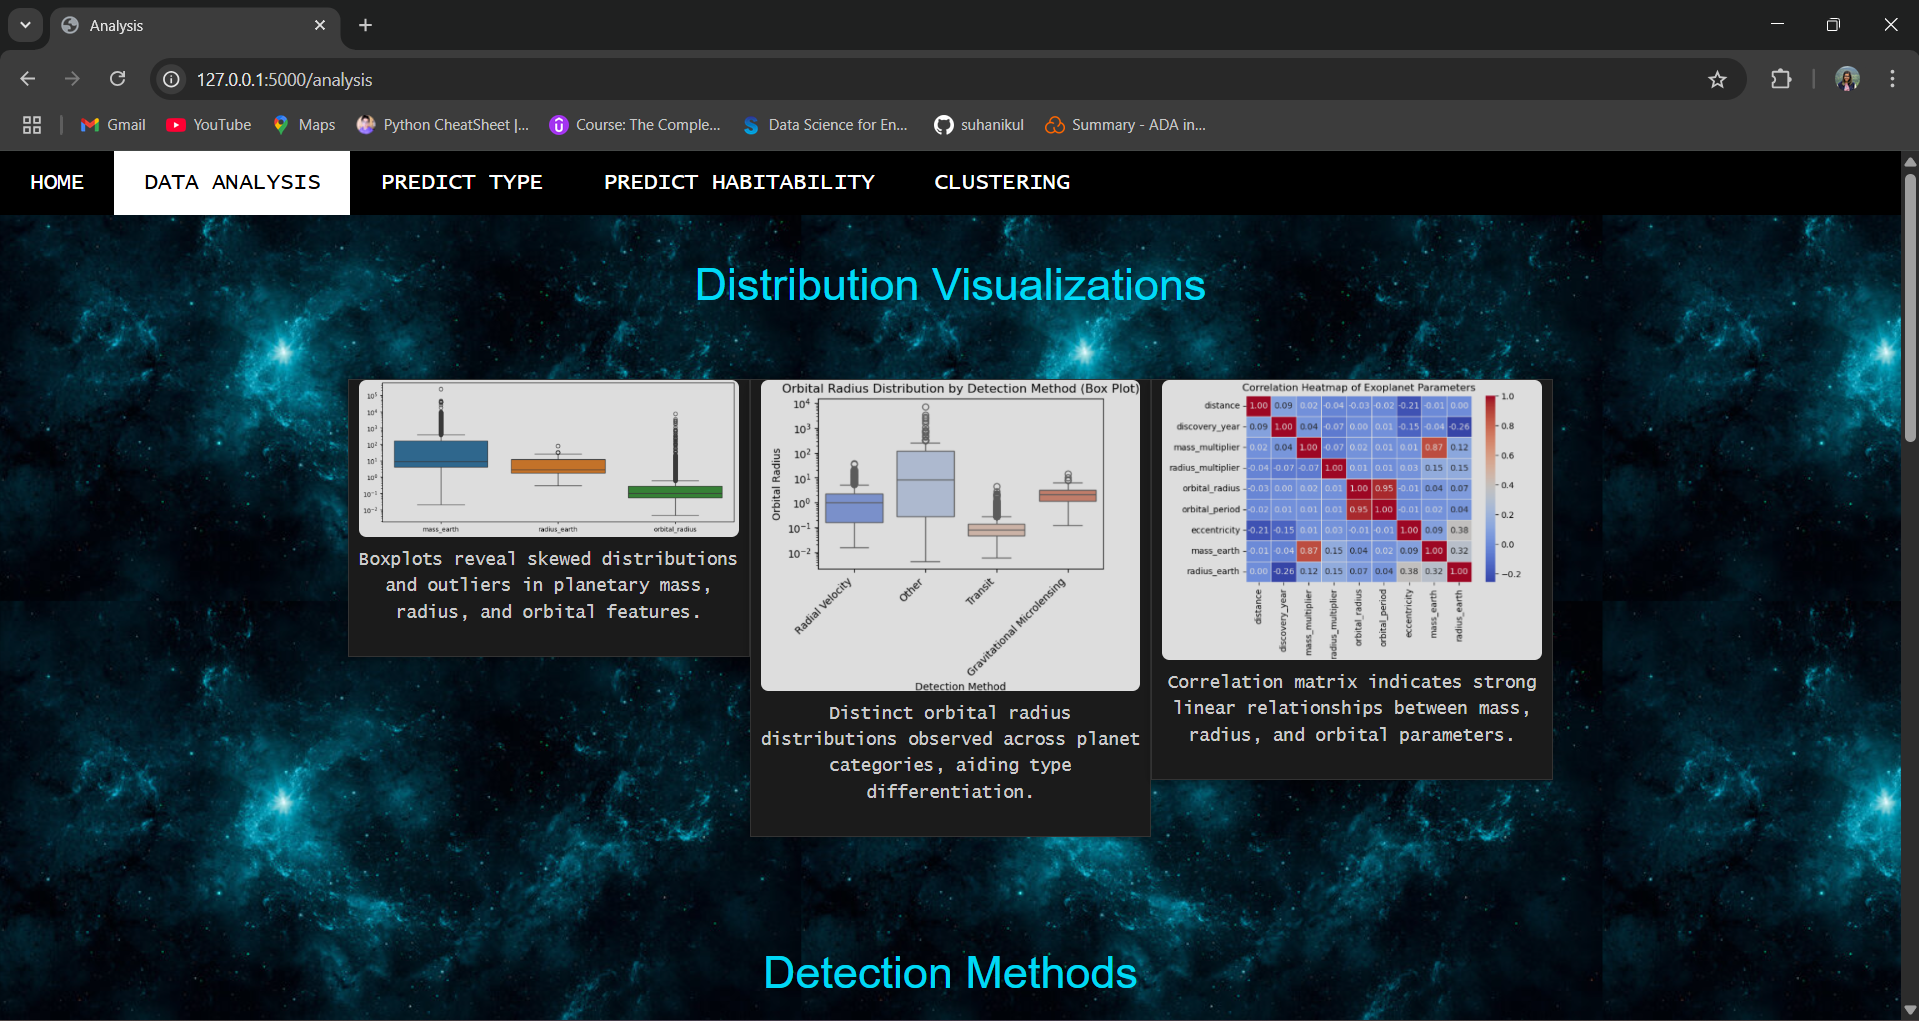 Analysis
127.0.0.1:5000/analysis
Gmail
YouTube
Maps
Python CheatSheet |...
Course: The Comple...
Data Science for En...
suhanikul
Summary - ADA in...
HOME
DATA ANALYSIS
PREDICT TYPE
PREDICT HABITABILITY
CLUSTERING
Distribution Visualizations
10⁵
10⁴
10³
10²
10¹
10⁰
10⁻¹
10⁻²
mass_earth
radius_earth
orbital_radius
Boxplots reveal skewed distributions
and outliers in planetary mass,
radius, and orbital features.
Orbital Radius Distribution by Detection Method (Box Plot)
Orbital Radius
10⁴
10³
10²
10¹
10⁰
10⁻¹
10⁻²
Radial Velocity
Other
Transit
Gravitational Microlensing
Detection Method
Distinct orbital radius
distributions observed across planet
categories, aiding type
differentiation.
Correlation Heatmap of Exoplanet Parameters
distance 1.00 0.09 0.02 -0.04 -0.03 -0.02 -0.21 -0.01 0.00
discovery_year 0.09 1.00 0.04 -0.07 0.00 0.01 -0.15 -0.04 -0.26
mass_multiplier 0.02 0.04 1.00 -0.07 0.02 0.01 0.01 0.87 0.12
radius_multiplier -0.04 -0.07 -0.07 1.00 0.01 0.01 0.03 0.15 0.15
orbital_radius -0.03 0.00 0.02 0.01 1.00 0.95 -0.01 0.04 0.07
orbital_period -0.02 0.01 0.01 0.01 0.95 1.00 -0.01 0.02 0.04
eccentricity -0.21 -0.15 0.01 0.03 -0.01 -0.01 1.00 0.09 0.38
mass_earth -0.01 -0.04 0.87 0.15 0.04 0.02 0.09 1.00 0.32
radius_earth 0.00 -0.26 0.12 0.15 0.07 0.04 0.38 0.32 1.00
distance
discovery_year
mass_multiplier
radius_multiplier
orbital_radius
orbital_period
eccentricity
mass_earth
radius_earth
1.0
0.8
0.6
0.4
0.2
0.0
−0.2
Correlation matrix indicates strong
linear relationships between mass,
radius, and orbital parameters.
Detection Methods